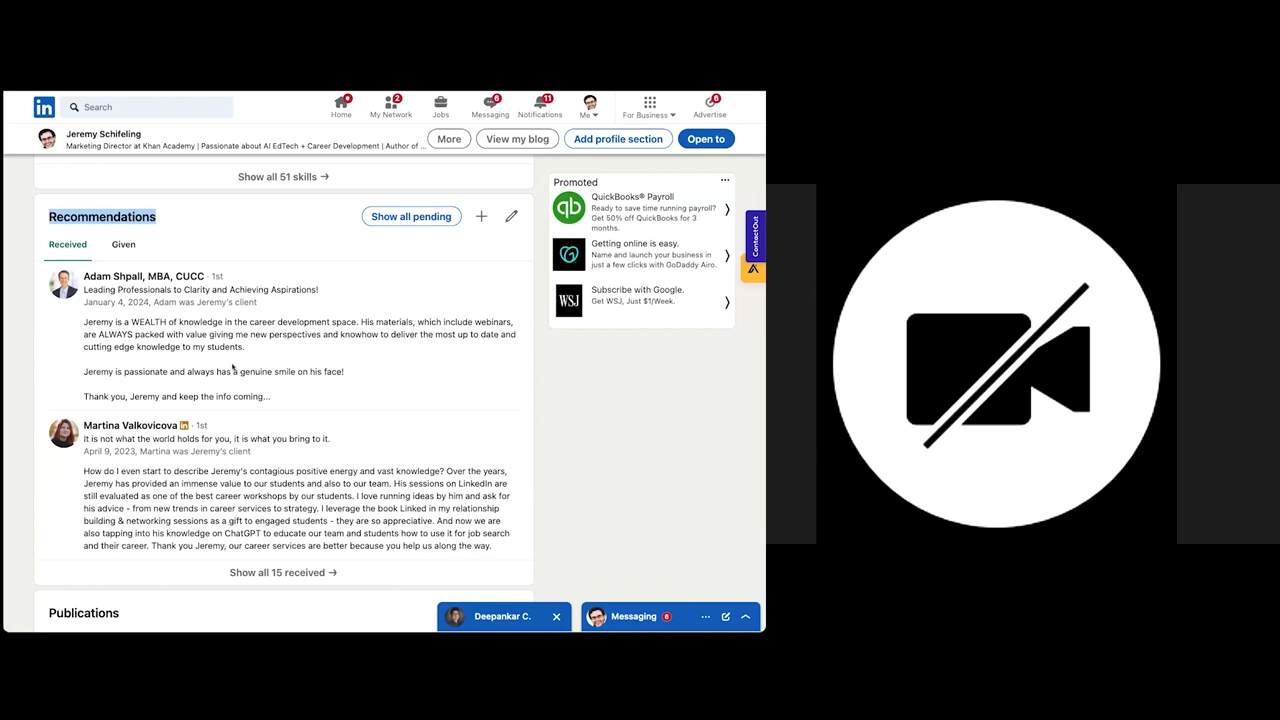 in
Search
Home
2
My Network
Jobs
6
Messaging
11
Notifications
Me
For Business
6
Advertise
Jeremy Schifeling
Marketing Director at Khan Academy | Passionate about AI EdTech + Career Development | Author of ...
More
View my blog
Add profile section
Open to
Show all 51 skills →
Recommendations
Show all pending
Received
Given
Adam Shpall, MBA, CUCC · 1st
Leading Professionals to Clarity and Achieving Aspirations!
January 4, 2024, Adam was Jeremy's client
Jeremy is a WEALTH of knowledge in the career development space. His materials, which include webinars,
are ALWAYS packed with value giving me new perspectives and knowhow to deliver the most up to date and
cutting edge knowledge to my students.
Jeremy is passionate and always has a genuine smile on his face!
Thank you, Jeremy and keep the info coming...
Martina Valkovicova in · 1st
It is not what the world holds for you, it is what you bring to it.
April 9, 2023, Martina was Jeremy's client
How do I even start to describe Jeremy's contagious positive energy and vast knowledge? Over the years,
Jeremy has provided an immense value to our students and also to our team. His sessions on LinkedIn are
still evaluated as one of the best career workshops by our students. I love running ideas by him and ask for
his advice - from new trends in career services to strategy. I leverage the book Linked in my relationship
building & networking sessions as a gift to engaged students - they are so appreciative. And now we are
also tapping into his knowledge on ChatGPT to educate our team and students how to use it for job search
and their career. Thank you Jeremy, our career services are better because you help us along the way.
Show all 15 received →
Publications
Promoted
...
qb
QuickBooks® Payroll
Ready to save time running payroll?
Get 50% off QuickBooks for 3
months.
Getting online is easy.
Name and launch your business in
just a few clicks with GoDaddy Airo.
WSJ
Subscribe with Google.
Get WSJ, Just $1/Week.
ContactOut
Deepankar C.
Messaging
6
...